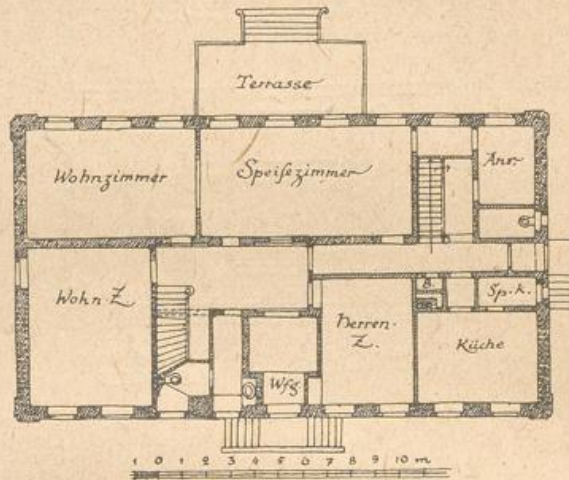 Terrasse
Wohnzimmer
Speisezimmer
Anr.
Wohn-Z
Herren-
Z.
B.
Sp.K.
Küche
Wfg
1 0 1 2 3 4 5 6 7 8 9 10 m